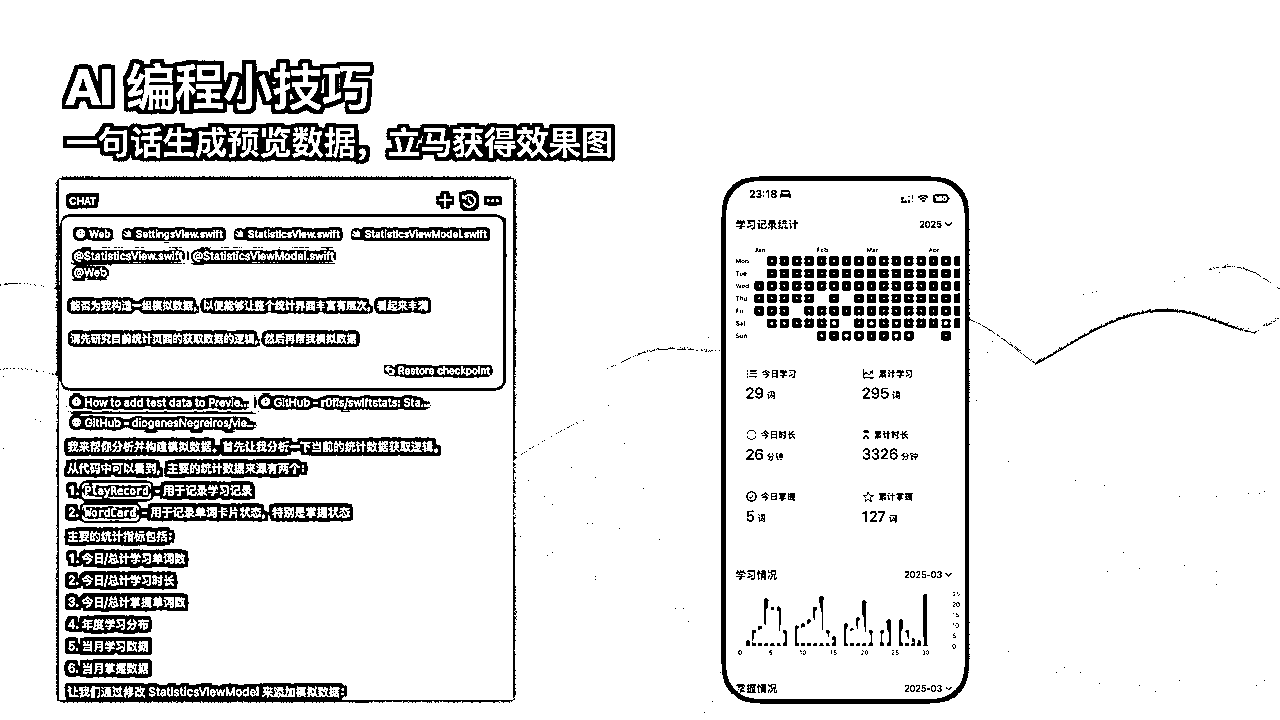 AI 编程小技巧
一句话生成预览数据，立马获得效果图
CHAT
Web SettingsView.swift StatisticsView.swift StatisticsViewModel.swift
@StatisticsView.swift @StatisticsViewModel.swift
@Web
能否为我构造一组模拟数据，以便能够让整个统计界面丰富有层次，看起来丰满
请先研究目前统计页面的获取数据的逻辑，然后再帮我模拟数据
Restore checkpoint
How to add test data to Previe... GitHub - r0fls/swiftstats: Sta...
GitHub - diogenesNegreiros/vie...
我来帮你分析并构建模拟数据。首先让我分析一下当前的统计数据获取逻辑。
从代码中可以看到，主要的统计数据来源有两个：
1. PlayRecord - 用于记录学习记录
2. WordCard - 用于记录单词卡片状态，特别是掌握状态
主要的统计指标包括：
1. 今日/总计学习单词数
2. 今日/总计学习时长
3. 今日/总计掌握单词数
4. 年度学习分布
5. 当月学习数据
6. 当月掌握数据
让我们通过修改 StatisticsViewModel 来添加模拟数据：
23:18
学习记录统计 2025
Jan Feb Mar Apr
Mon
Tue
Wed
Thu
Fri
Sat
Sun
今日学习 累计学习
29 词 295 词
今日时长 累计时长
26 分钟 3326 分钟
今日掌握 累计掌握
5 词 127 词
学习情况 2025-03
25
20
15
10
5
0
0 5 10 15 20 25 30
掌握情况 2025-03